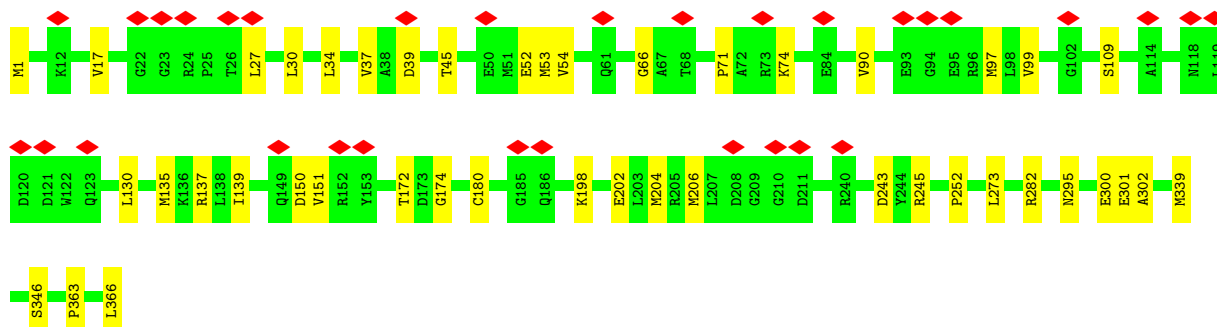 M1 K12 V17 G22 G23 R24 P25 T26 L27 L30 L34 V37 A38 D39 T45 E50 M51 E52 M53 V54 Q61 G66 A67 T68 P71 A72 R73 K74 E84 V90 E93 G94 E95 R96 M97 L98 V99 G102 S109 A114 N118 L119
D120 D121 W122 Q123 L130 M135 K136 R137 L138 I139 Q149 D150 V151 R152 Y153 T172 D173 G174 C180 G185 Q186 K198 E202 L203 M204 R205 M206 L207 D208 G209 G210 D211 R240 D243 Y244 R245 P252 L273 R282 N295 E300 E301 A302 M339
S346 P363 L366